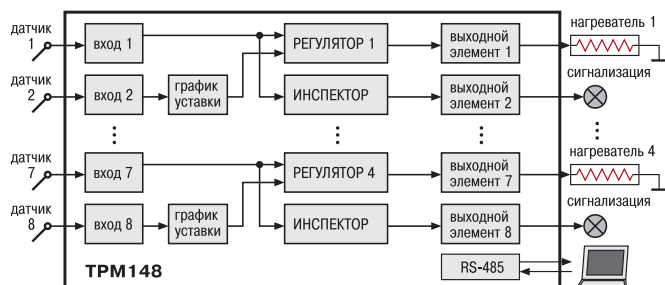 датчик
1
вход 1
РЕГУЛЯТОР 1
выходной
элемент 1
нагреватель 1
датчик
2
вход 2
график
уставки
ИНСПЕКТОР
выходной
элемент 2
сигнализация
датчик
7
вход 7
РЕГУЛЯТОР 4
выходной
элемент 7
нагреватель 4
датчик
8
вход 8
график
уставки
ИНСПЕКТОР
выходной
элемент 8
сигнализация
ТРМ148
RS-485